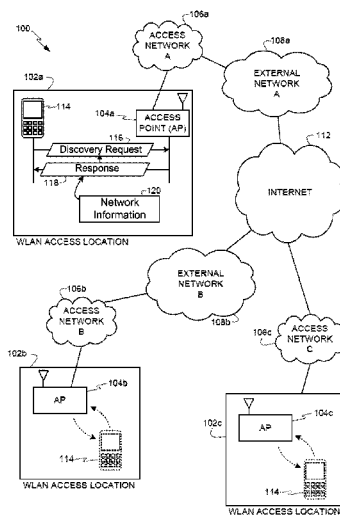 100
106a
ACCESS
NETWORK
A
108a
EXTERNAL
NETWORK
A
102a
114
104a
ACCESS
POINT (AP)
116
Discovery Request
Response
118
120
Network
Information
WLAN ACCESS LOCATION
112
INTERNET
EXTERNAL
NETWORK
B
108b
106b
ACCESS
NETWORK
B
106c
ACCESS
NETWORK
C
102b
104b
AP
114
WLAN ACCESS LOCATION
102c
104c
AP
114
WLAN ACCESS LOCATION